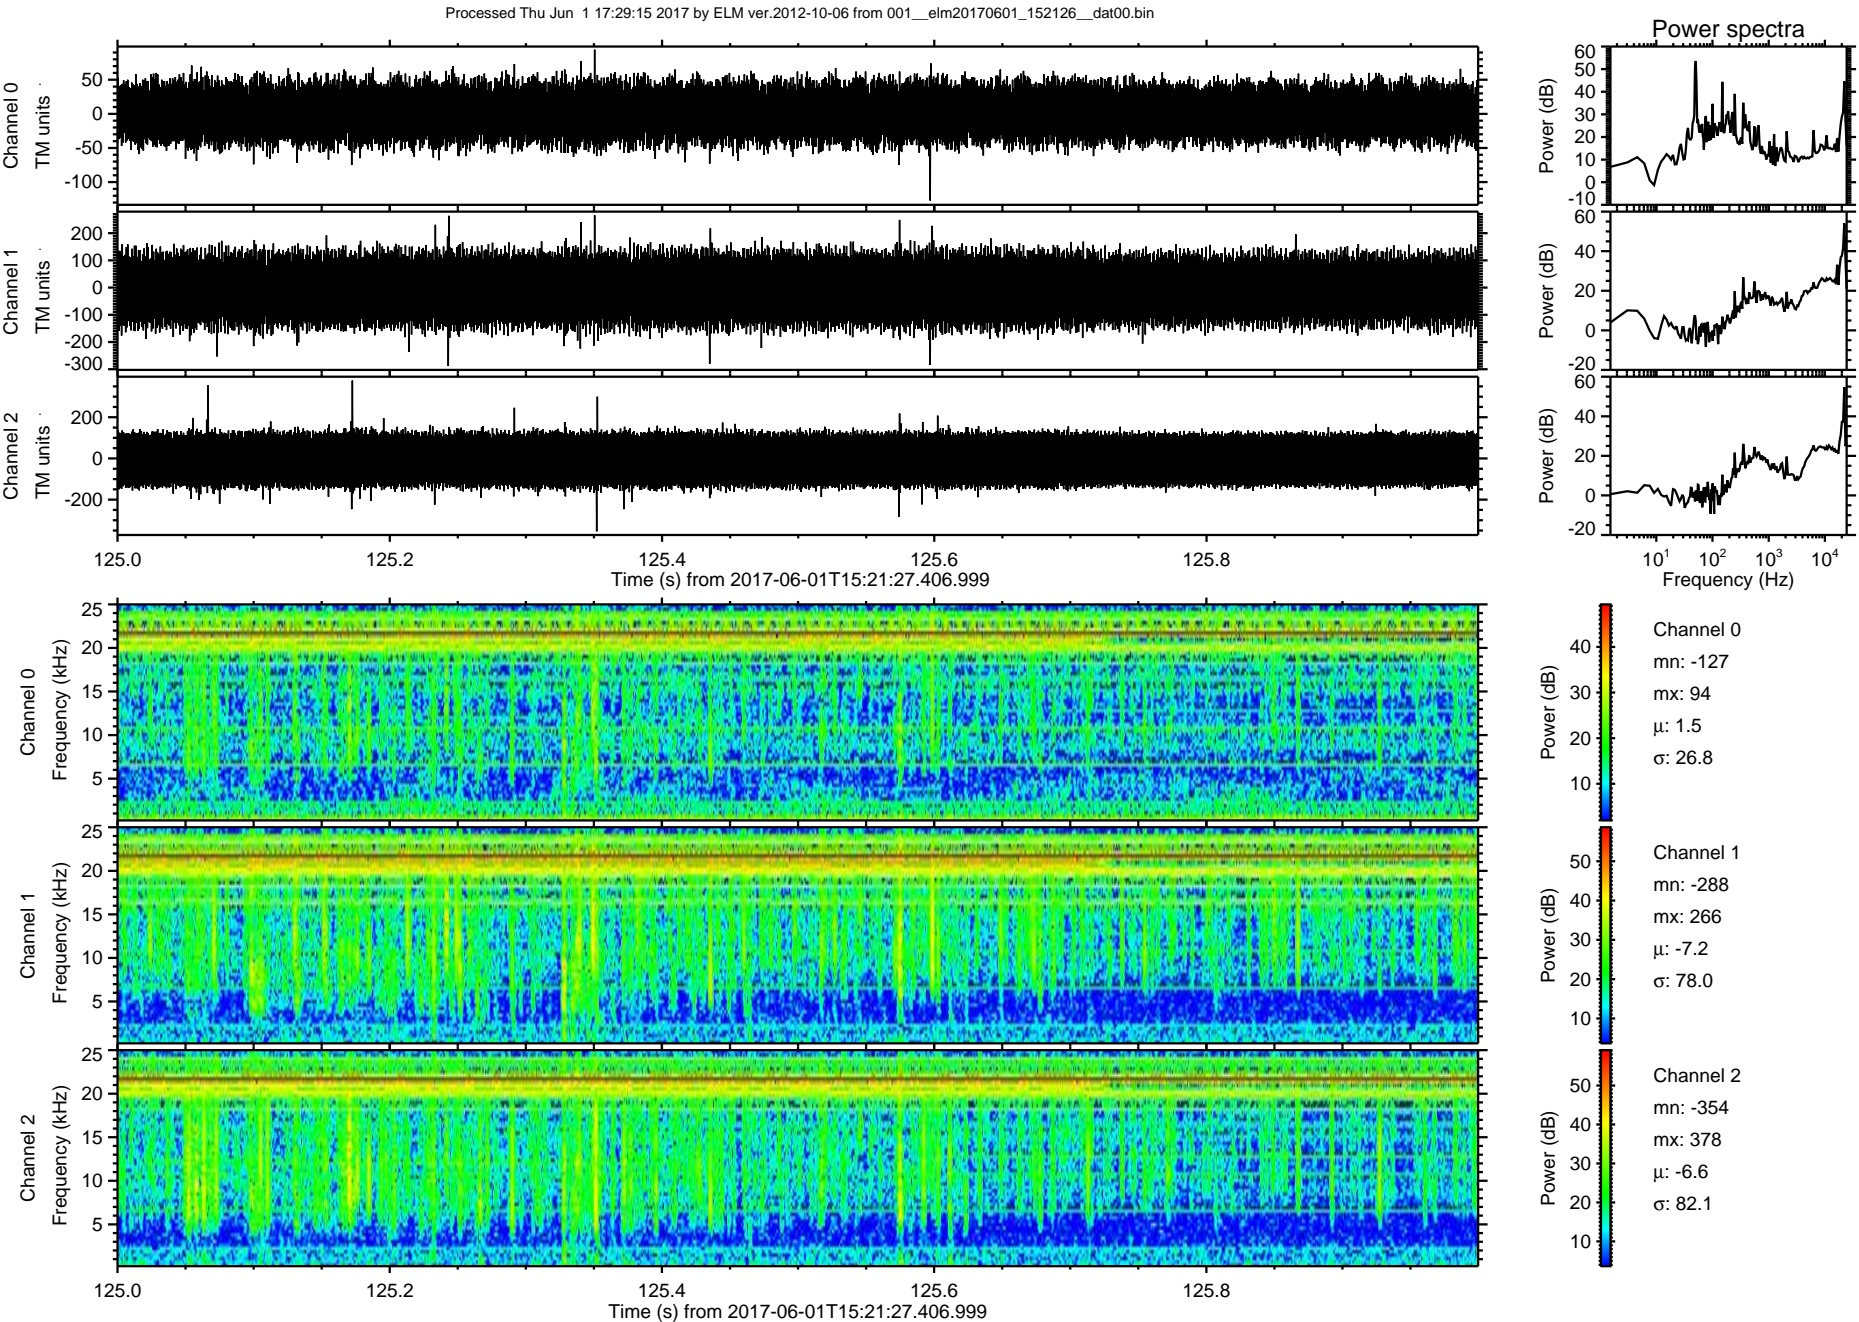 Processed Thu Jun 1 17:29:15 2017 by ELM ver.2012-10-06 from 001__elm20170601_152126__dat00.bin
Power spectra
Channel 0
TM units
50
0
-50
-100
Power (dB)
60
50
40
30
20
10
0
-10
Channel 1
TM units
200
100
0
-100
-200
-300
Power (dB)
60
40
20
0
-20
Channel 2
TM units
200
0
-200
Power (dB)
60
40
20
0
-20
125.0 125.2 125.4 125.6 125.8
Time (s) from 2017-06-01T15:21:27.406.999
10^1 10^2 10^3 10^4
Frequency (Hz)
Channel 0
Frequency (kHz)
25
20
15
10
5
Power (dB)
40
30
20
10
Channel 0
mn: -127
mx: 94
μ: 1.5
σ: 26.8
Channel 1
Frequency (kHz)
25
20
15
10
5
Power (dB)
50
40
30
20
10
Channel 1
mn: -288
mx: 266
μ: -7.2
σ: 78.0
Channel 2
Frequency (kHz)
25
20
15
10
5
Power (dB)
50
40
30
20
10
Channel 2
mn: -354
mx: 378
μ: -6.6
σ: 82.1
125.0 125.2 125.4 125.6 125.8
Time (s) from 2017-06-01T15:21:27.406.999